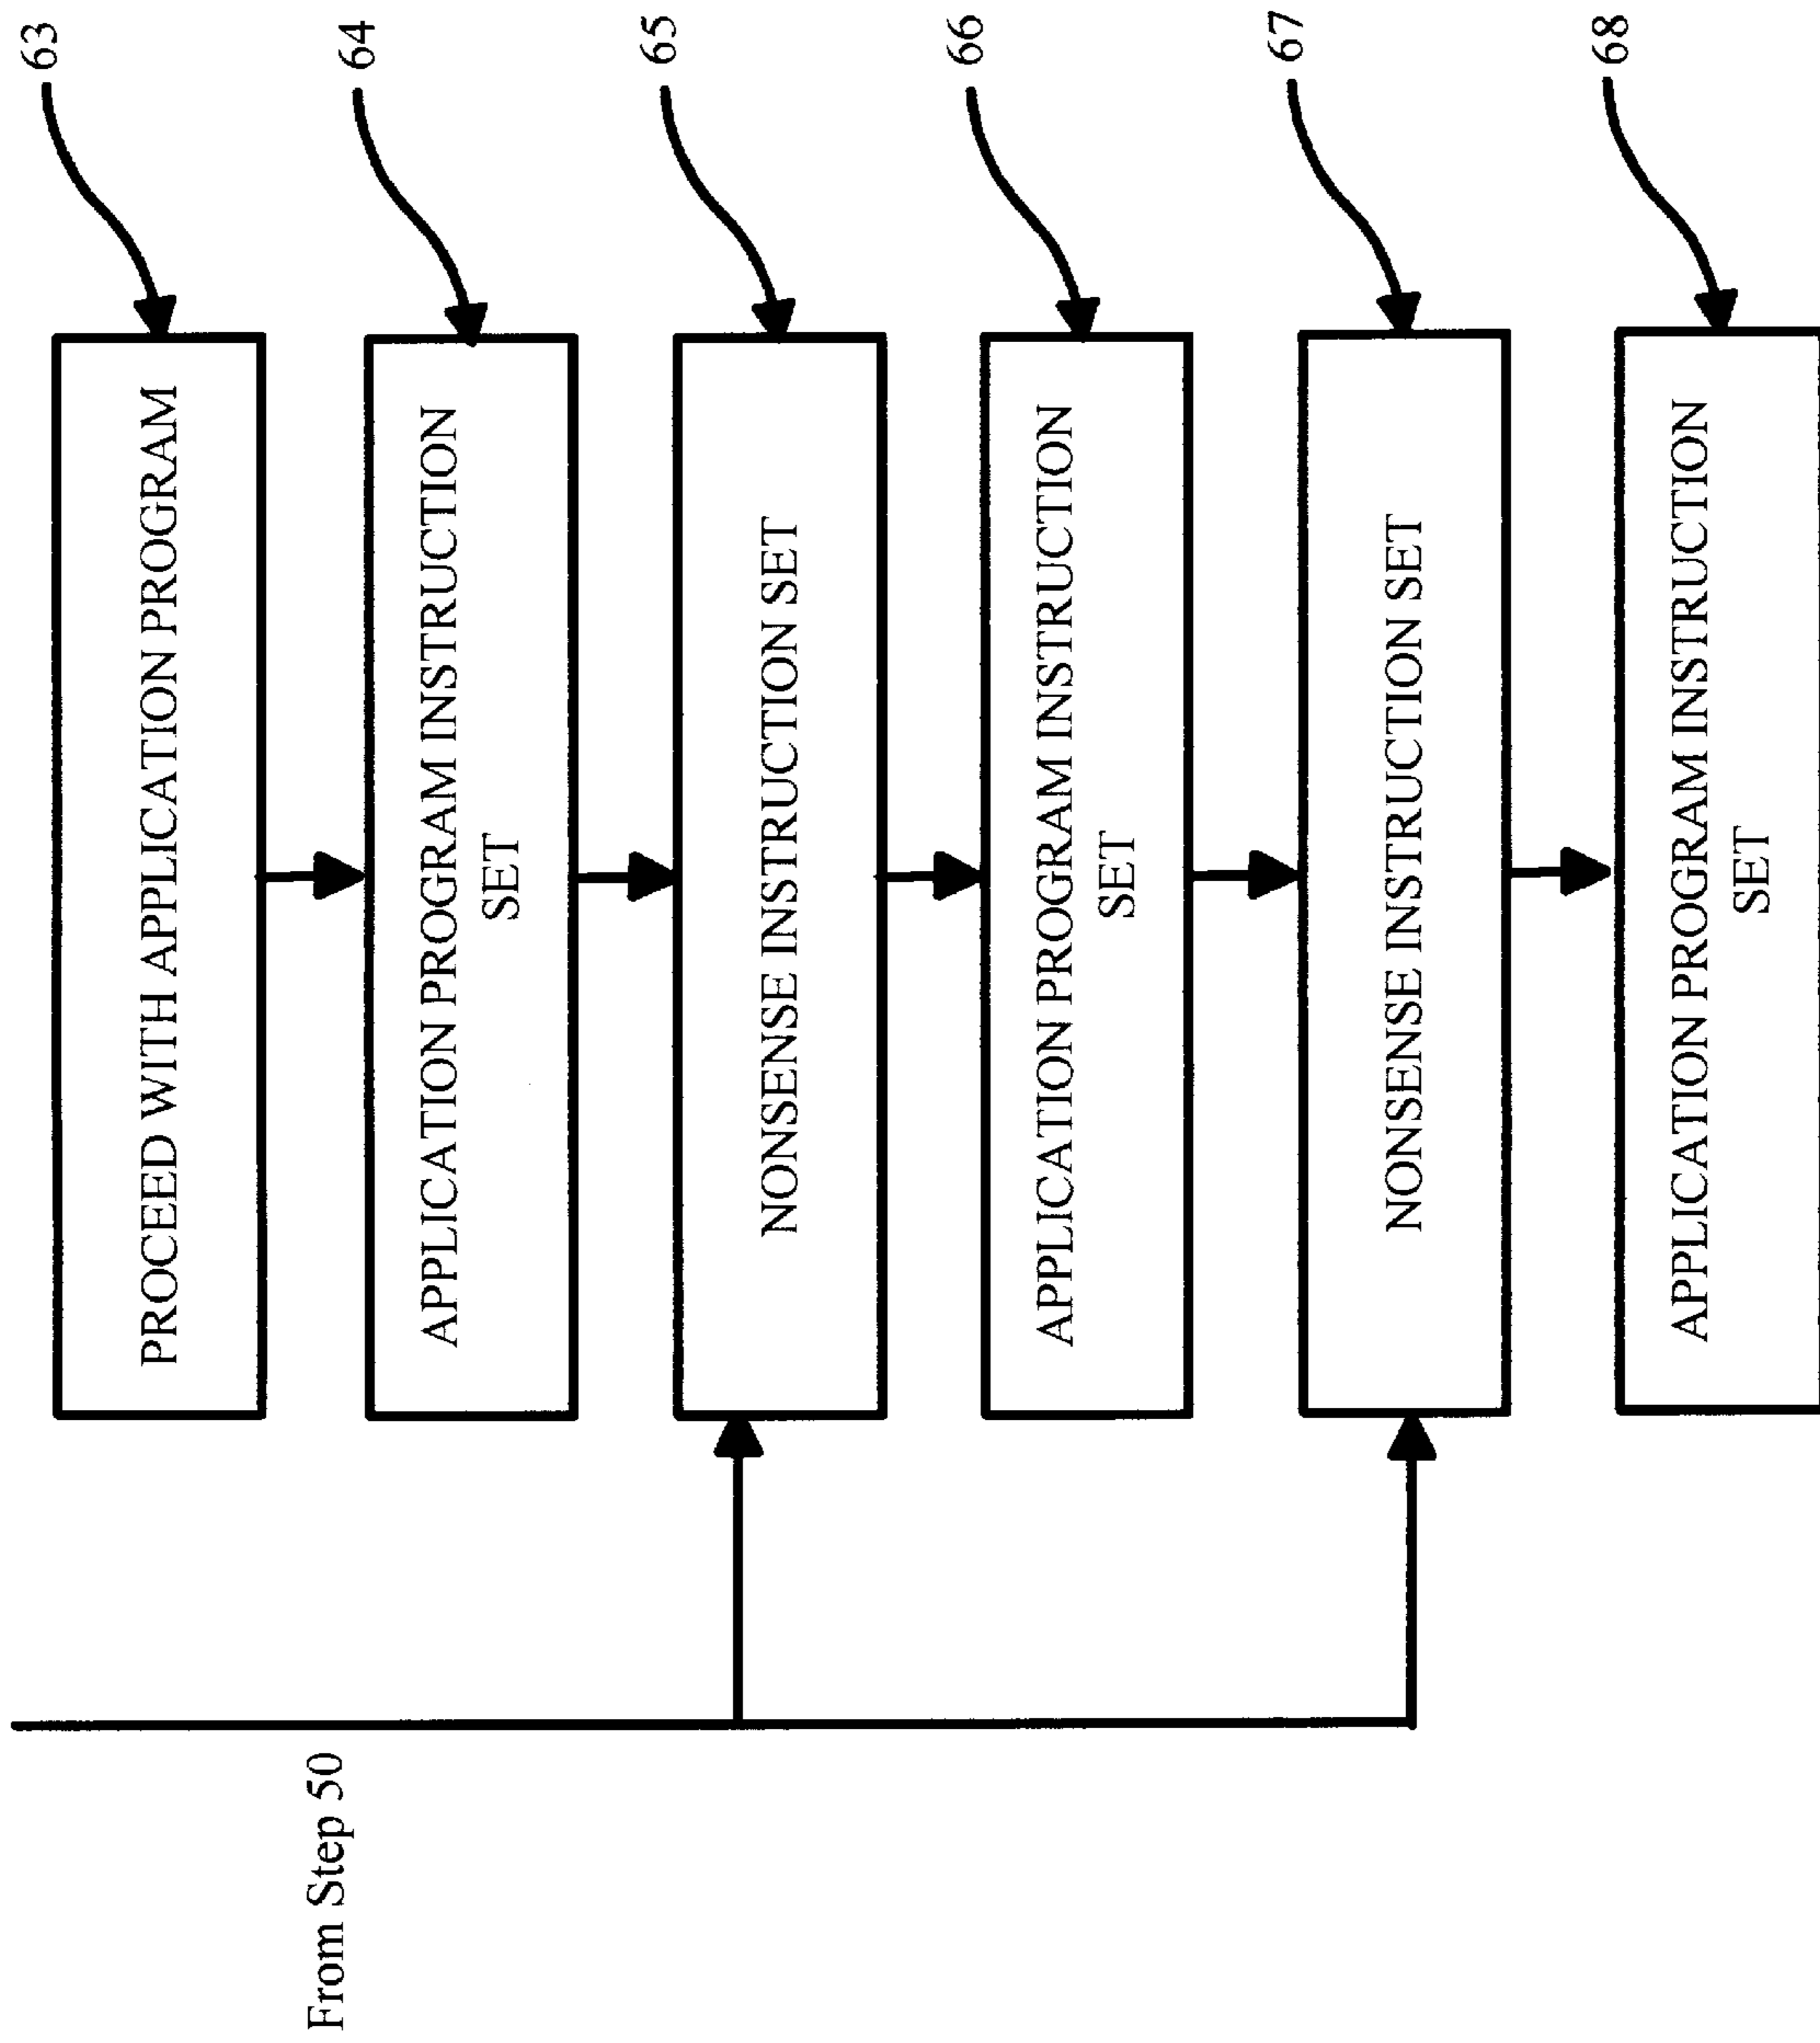 63
PROCEED WITH APPLICATION PROGRAM
64
APPLICATION PROGRAM INSTRUCTION
SET
From Step 50
65
NONSENSE INSTRUCTION SET
66
APPLICATION PROGRAM INSTRUCTION
SET
67
NONSENSE INSTRUCTION SET
68
APPLICATION PROGRAM INSTRUCTION
SET